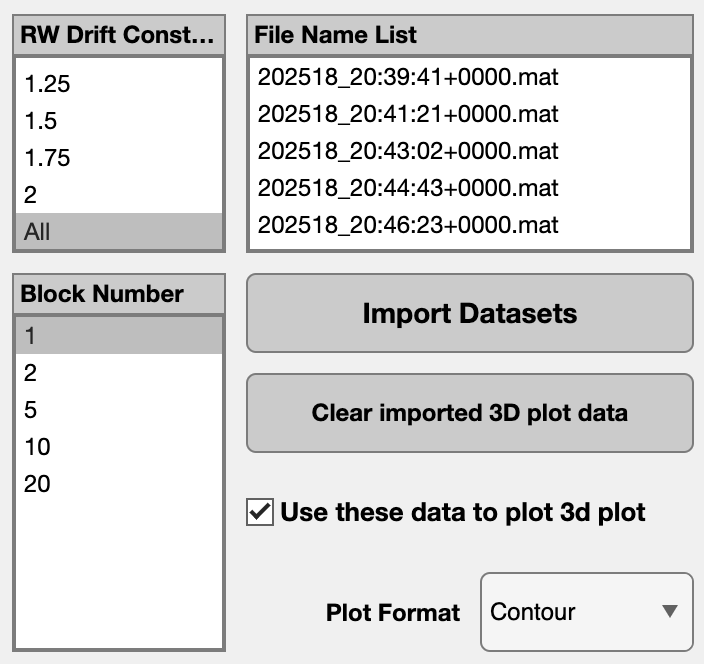 RW Drift Const...
1.25
1.5
1.75
2
All
File Name List
202518_20:39:41+0000.mat
202518_20:41:21+0000.mat
202518_20:43:02+0000.mat
202518_20:44:43+0000.mat
202518_20:46:23+0000.mat
Block Number
1
2
5
10
20
Import Datasets
Clear imported 3D plot data
Use these data to plot 3d plot
Plot Format
Contour